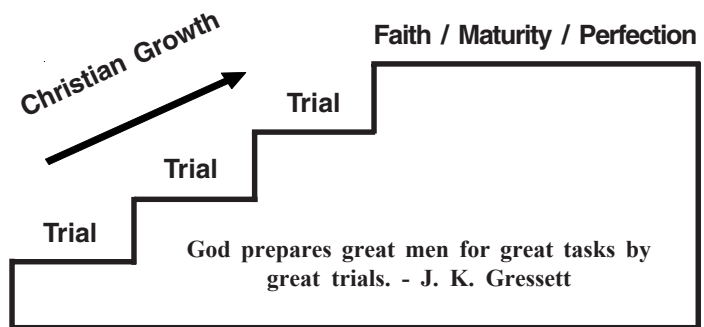 Christian Growth
Faith / Maturity / Perfection
Trial
Trial
Trial
God prepares great men for great tasks by
great trials. - J. K. Gressett